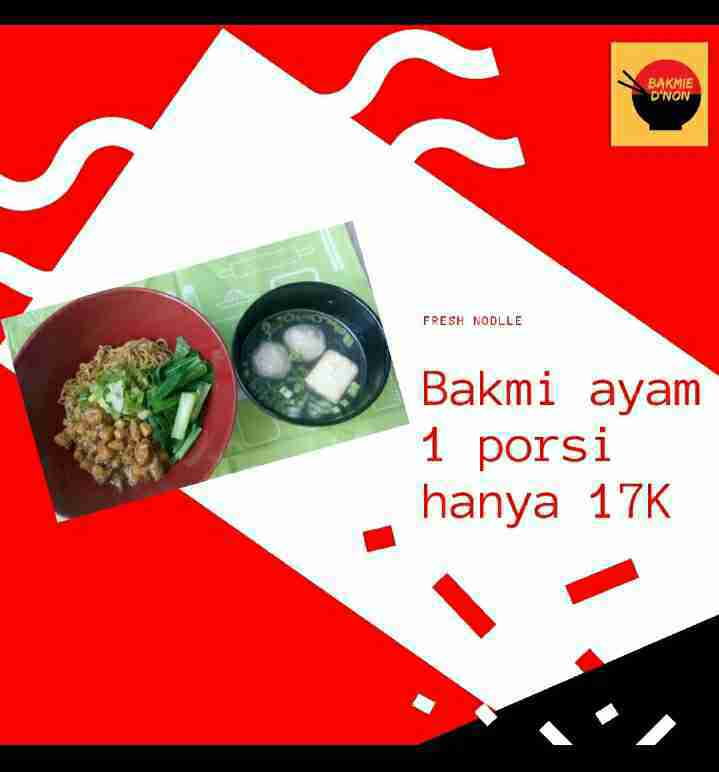 BAKMIE
D'NON
FRESH NODLLE
Bakmi ayam
1 porsi
hanya 17K